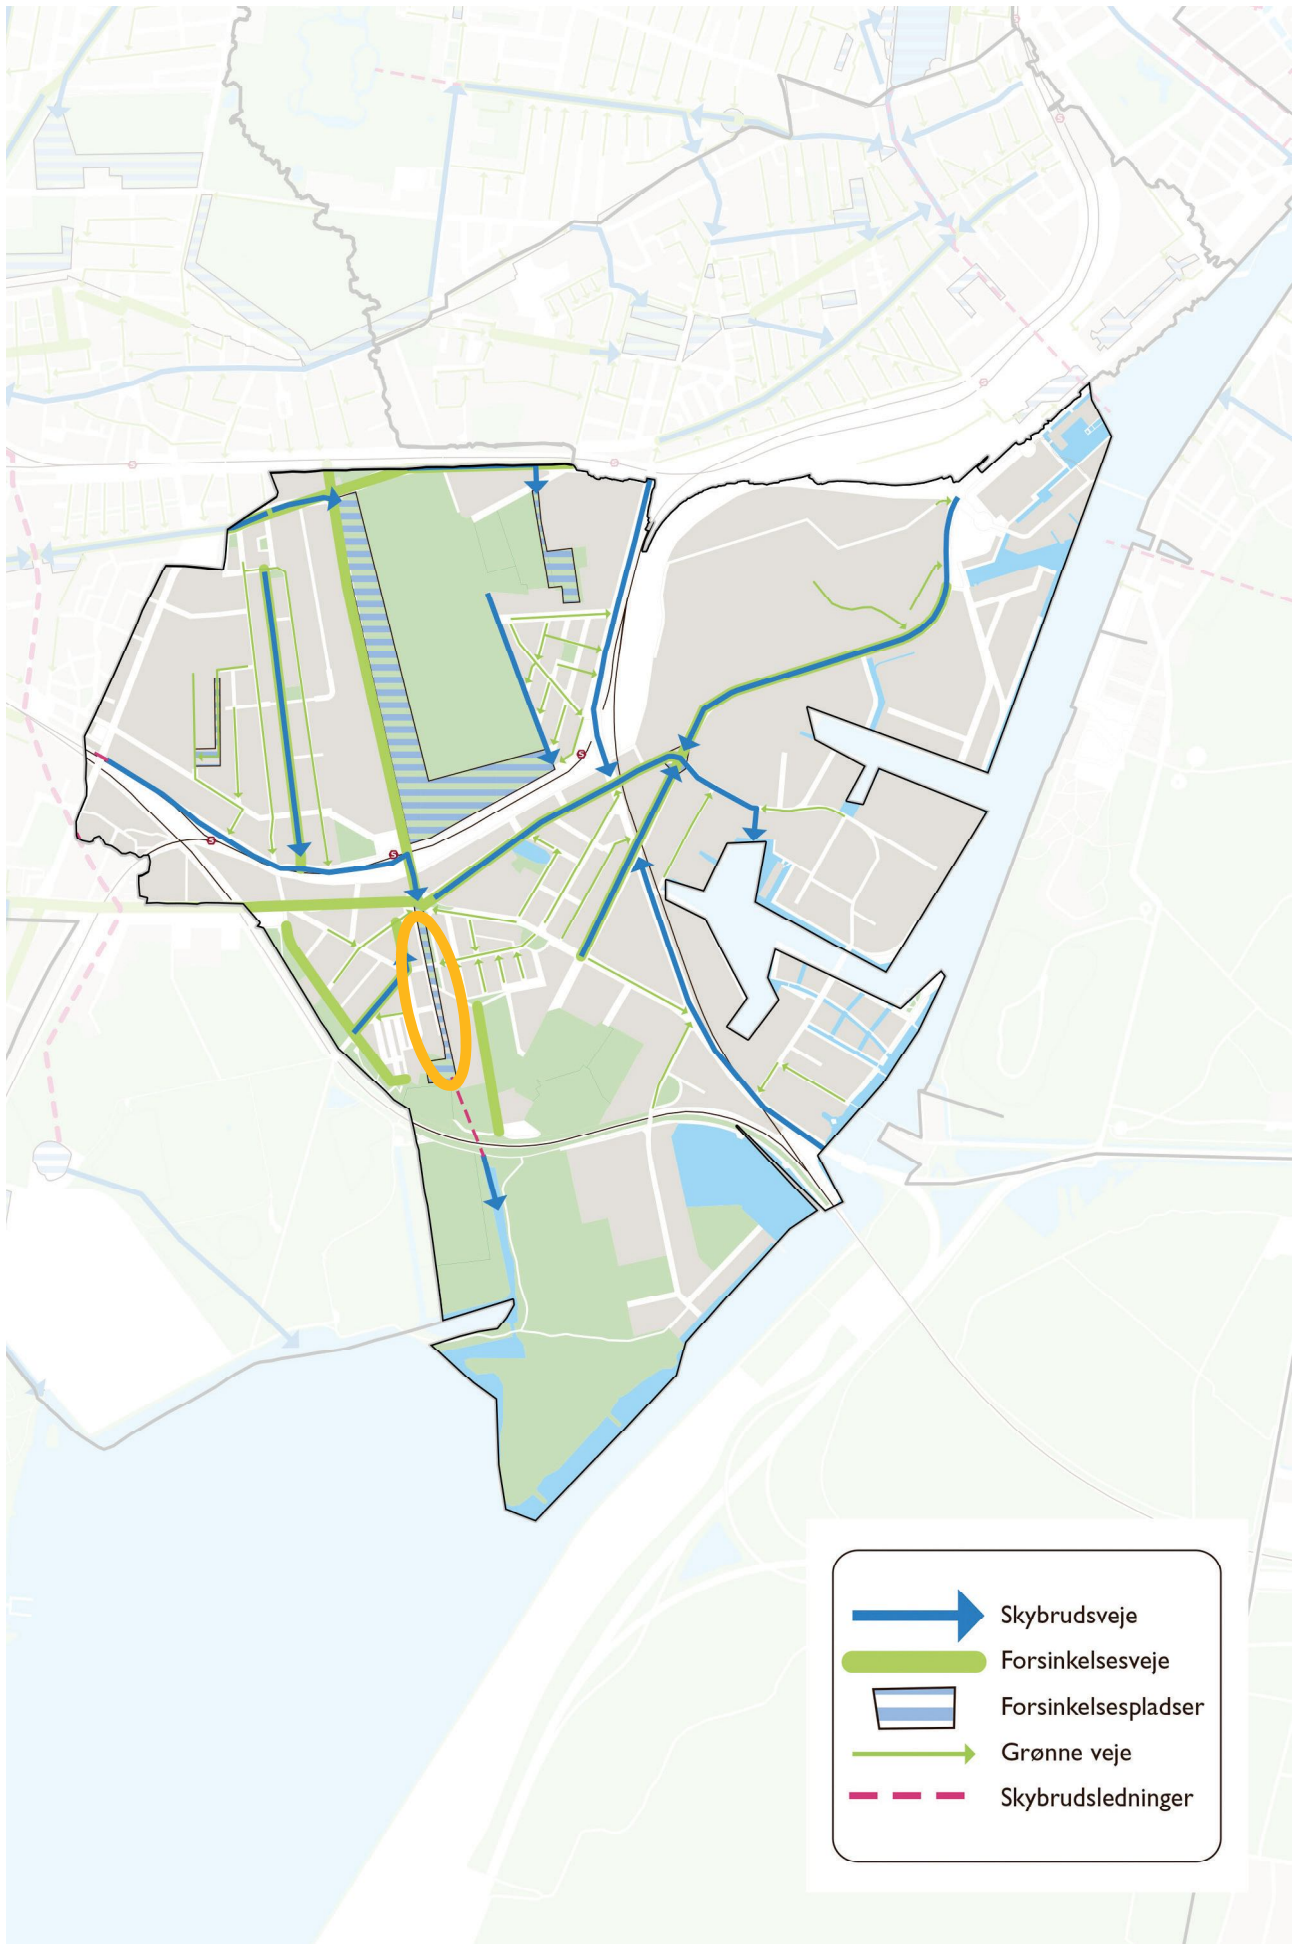 Skybrudsveje
Forsinkelsesveje
Forsinkelsespladser
Grønne veje
Skybrudsledninger
S
S
S